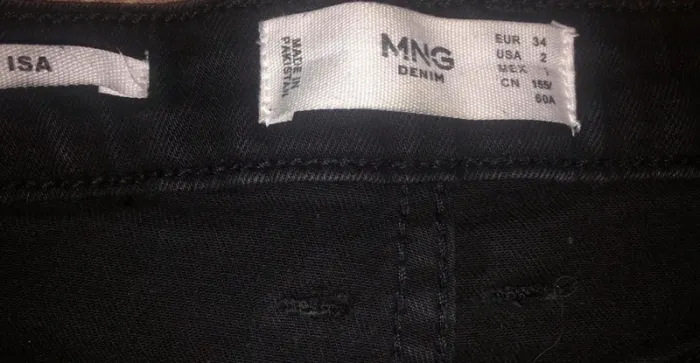 ISA
MADE IN
PAKISTAN
MNG
DENIM
EUR 34
USA 2
MEX 1
CN 155/
60A